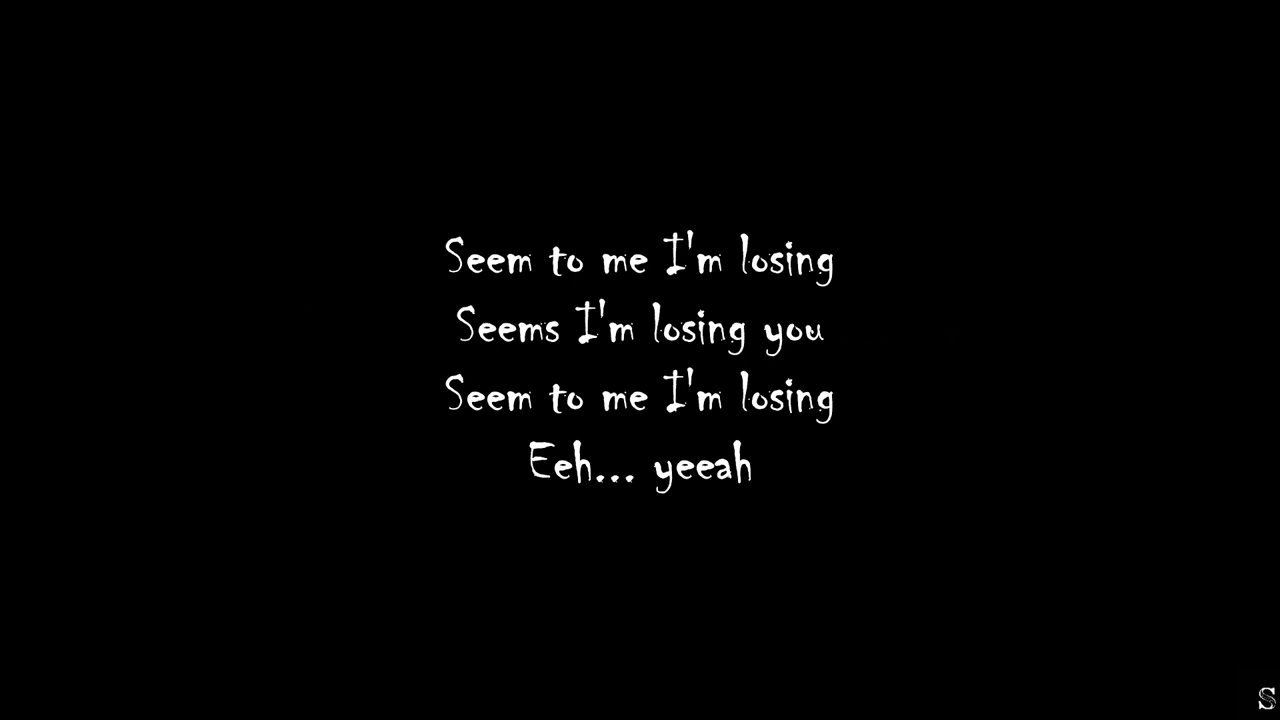 Seem to me I'm losing
Seems I'm losing you
Seem to me I'm losing
Eeh... yeeah
S